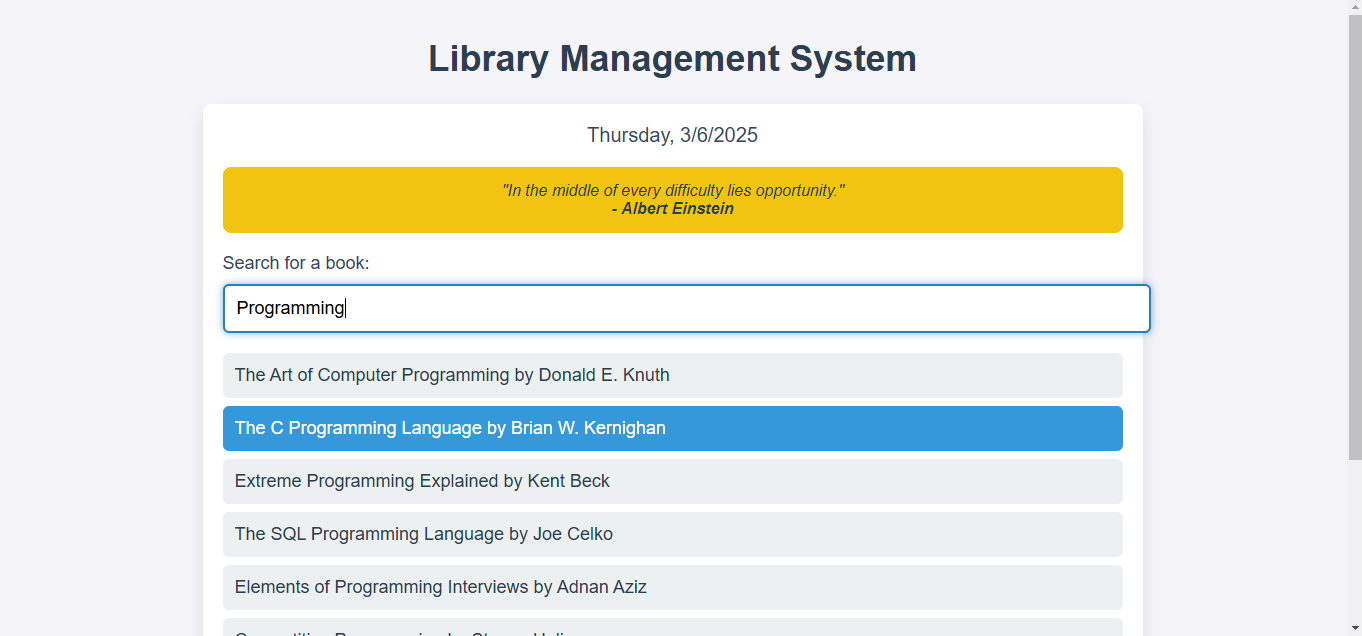 Library Management System
Thursday, 3/6/2025
"In the middle of every difficulty lies opportunity."
- Albert Einstein
Search for a book:
Programming
The Art of Computer Programming by Donald E. Knuth
The C Programming Language by Brian W. Kernighan
Extreme Programming Explained by Kent Beck
The SQL Programming Language by Joe Celko
Elements of Programming Interviews by Adnan Aziz